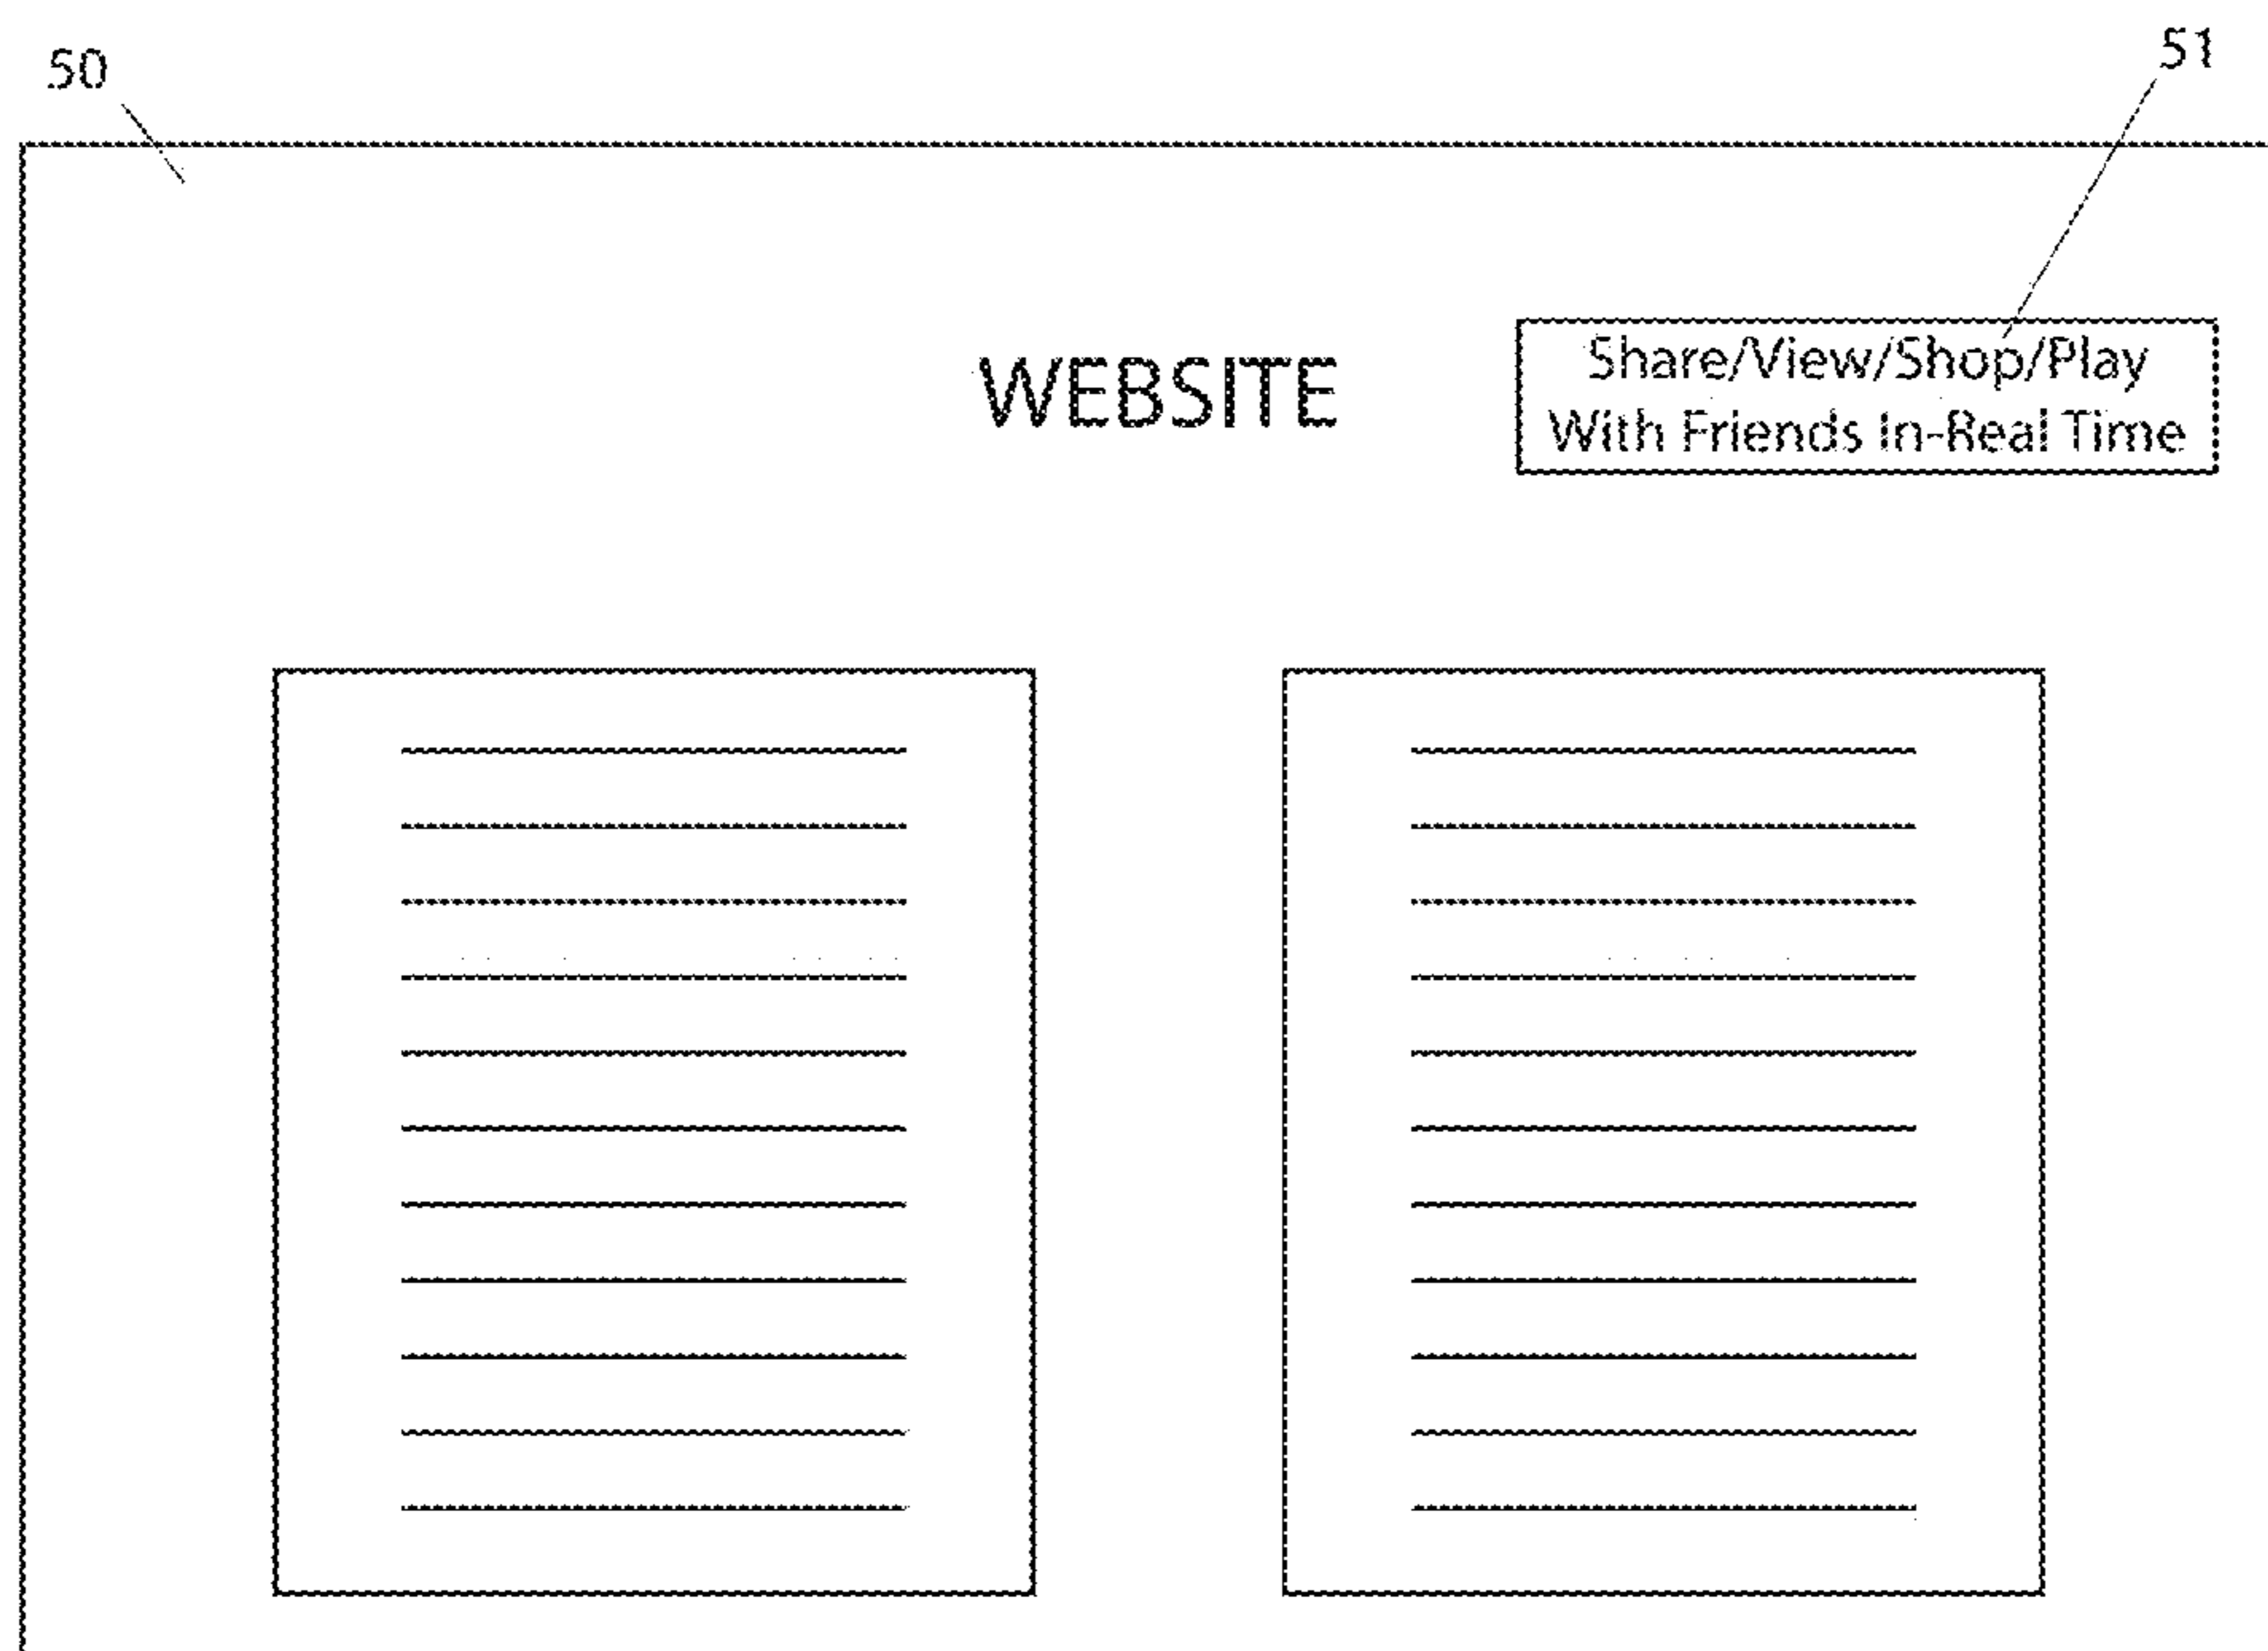 50
51
WEBSITE
Share/View/Shop/Play
With Friends In-Real Time